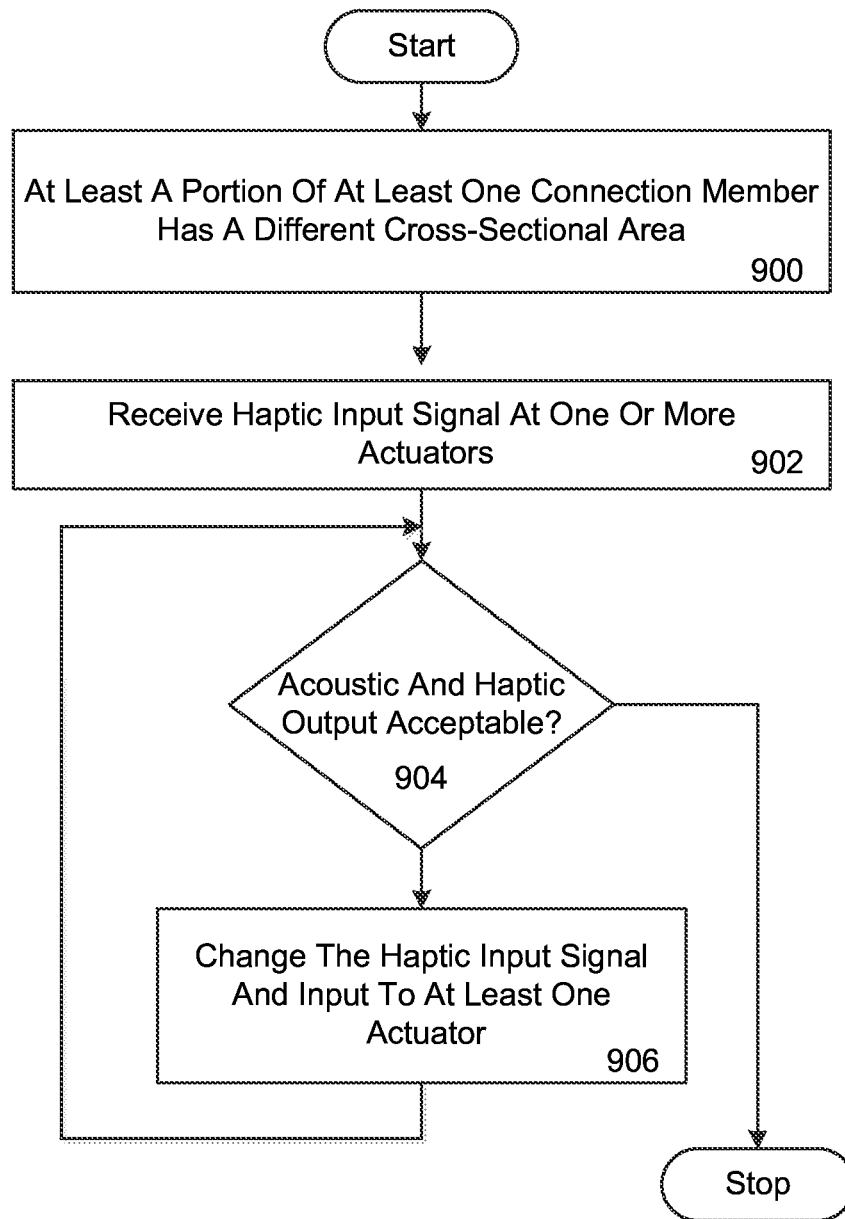 Start
At Least A Portion Of At Least One Connection Member
Has A Different Cross-Sectional Area
900
Receive Haptic Input Signal At One Or More
Actuators
902
Acoustic And Haptic
Output Acceptable?
904
Change The Haptic Input Signal
And Input To At Least One
Actuator
906
Stop